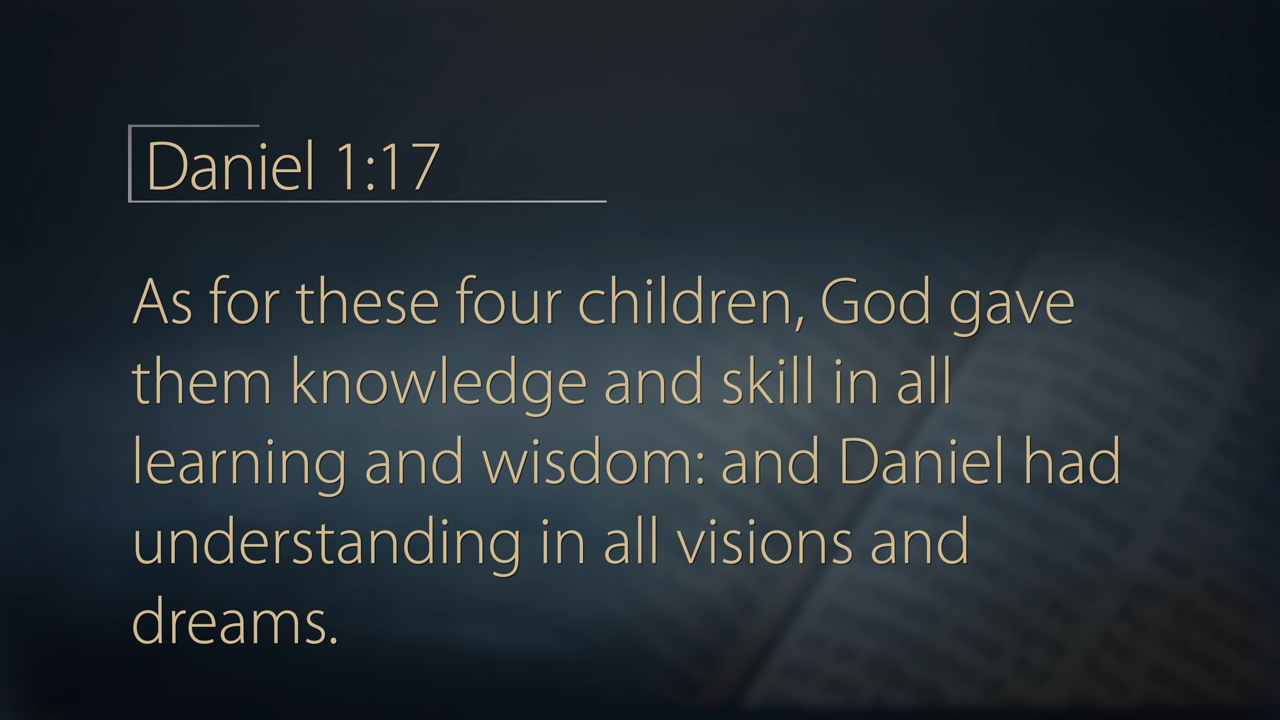 Daniel 1:17
As for these four children, God gave
them knowledge and skill in all
learning and wisdom: and Daniel had
understanding in all visions and
dreams.